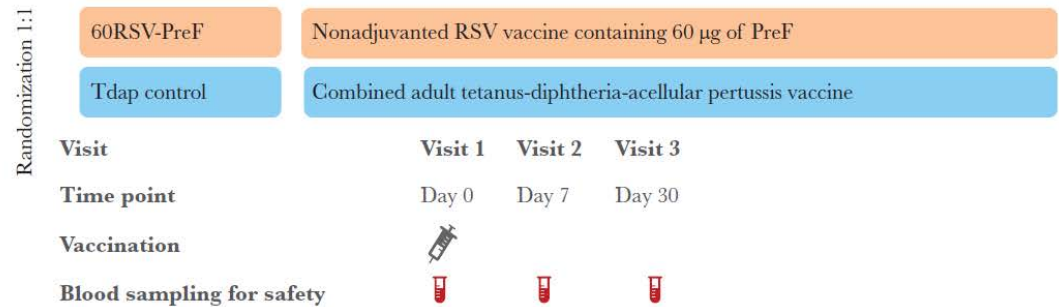 Randomization 1:1
60RSV-PreF Nonadjuvanted RSV vaccine containing 60 μg of PreF
Tdap control Combined adult tetanus-diphtheria-acellular pertussis vaccine
Visit Visit 1 Visit 2 Visit 3
Time point Day 0 Day 7 Day 30
Vaccination
Blood sampling for safety